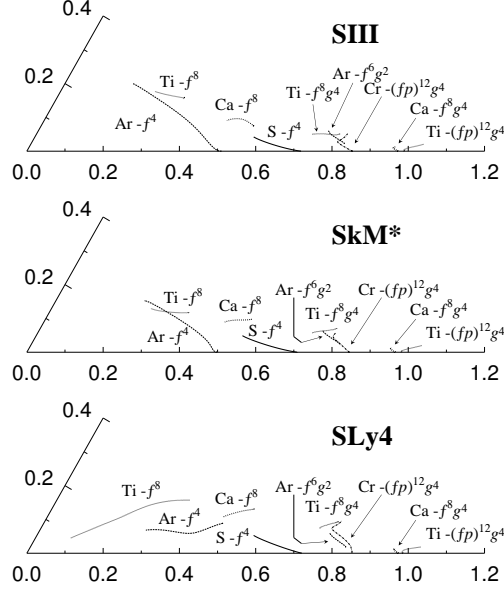 0.4
SIII
0.2
Ti -f⁸
Ar -f⁴
Ca -f⁸
S -f⁴
Ti -f⁸g⁴
Ar -f⁶g²
Cr -(fp)¹²g⁴
Ca -f⁸g⁴
Ti -(fp)¹²g⁴
0.0 0.2 0.4 0.6 0.8 1.0 1.2
0.4
SkM*
0.2
Ti -f⁸
Ar -f⁴
Ca -f⁸
S -f⁴
Ar -f⁶g²
Ti -f⁸g⁴
Cr -(fp)¹²g⁴
Ca -f⁸g⁴
Ti -(fp)¹²g⁴
0.0 0.2 0.4 0.6 0.8 1.0 1.2
0.4
SLy4
0.2
Ti -f⁸
Ar -f⁴
Ca -f⁸
S -f⁴
Ar -f⁶g²
Ti -f⁸g⁴
Cr -(fp)¹²g⁴
Ca -f⁸g⁴
Ti -(fp)¹²g⁴
0.0 0.2 0.4 0.6 0.8 1.0 1.2